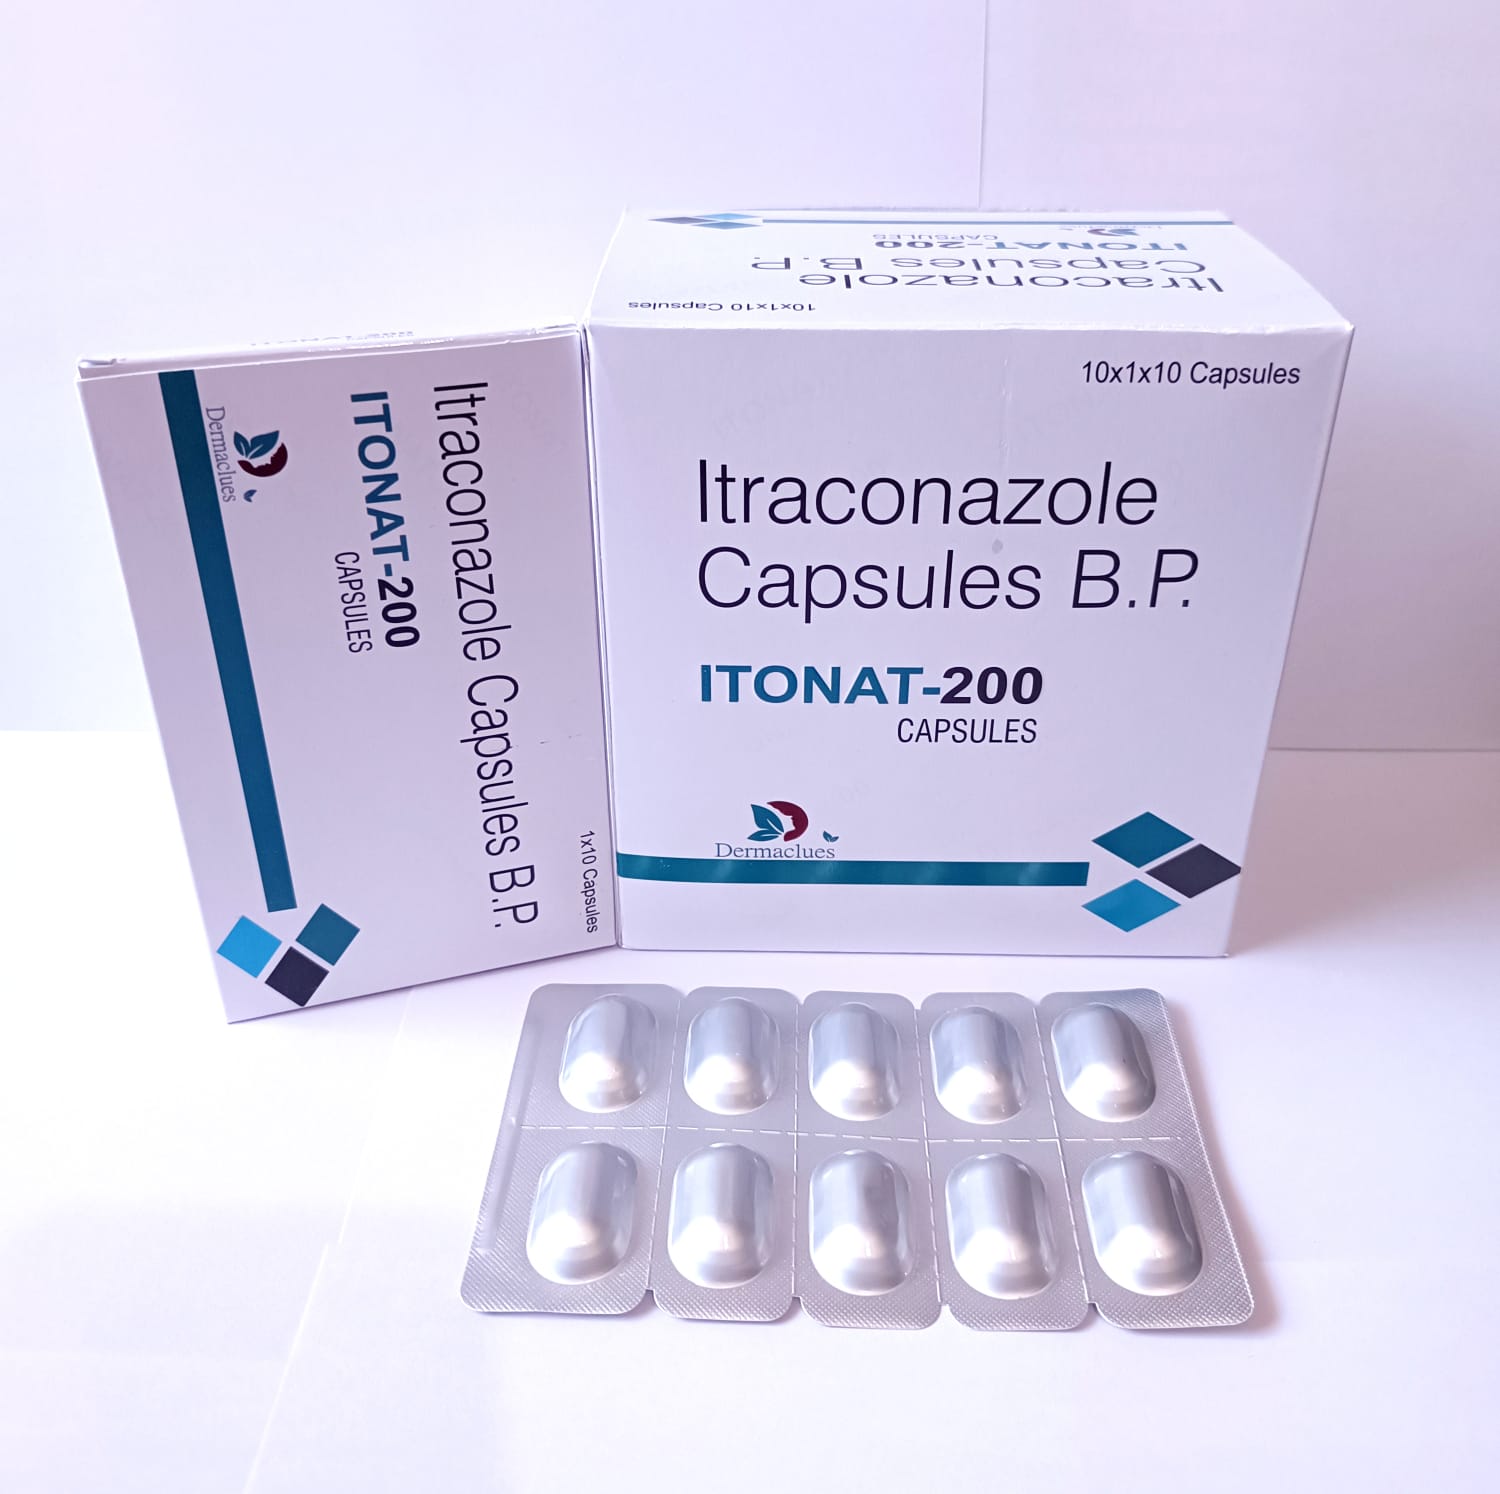 Itraconazole Capsules B.P.
ITONAT-200
CAPSULES
Dermaclues
1x10 Capsules
Dermaclues
ITONAT-200
CAPSULES
Itraconazole
Capsules B.P.
10x1x10 Capsules
10x1x10 Capsules
Itraconazole
Capsules B.P.
ITONAT-200
CAPSULES
Dermaclues